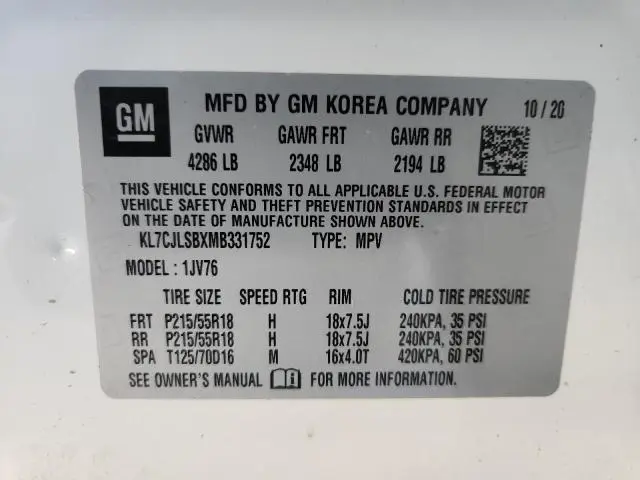 GM MFD BY GM KOREA COMPANY 10/20
GVWR GAWR FRT GAWR RR
4286 LB 2348 LB 2194 LB
THIS VEHICLE CONFORMS TO ALL APPLICABLE U.S. FEDERAL MOTOR
VEHICLE SAFETY AND THEFT PREVENTION STANDARDS IN EFFECT
ON THE DATE OF MANUFACTURE SHOWN ABOVE.
KL7CJLSBXMB331752 TYPE: MPV
MODEL : 1JV76
TIRE SIZE SPEED RTG RIM COLD TIRE PRESSURE
FRT P215/55R18 H 18x7.5J 240KPA, 35 PSI
RR P215/55R18 H 18x7.5J 240KPA, 35 PSI
SPA T125/70D16 M 16x4.0T 420KPA, 60 PSI
SEE OWNER'S MANUAL FOR MORE INFORMATION.